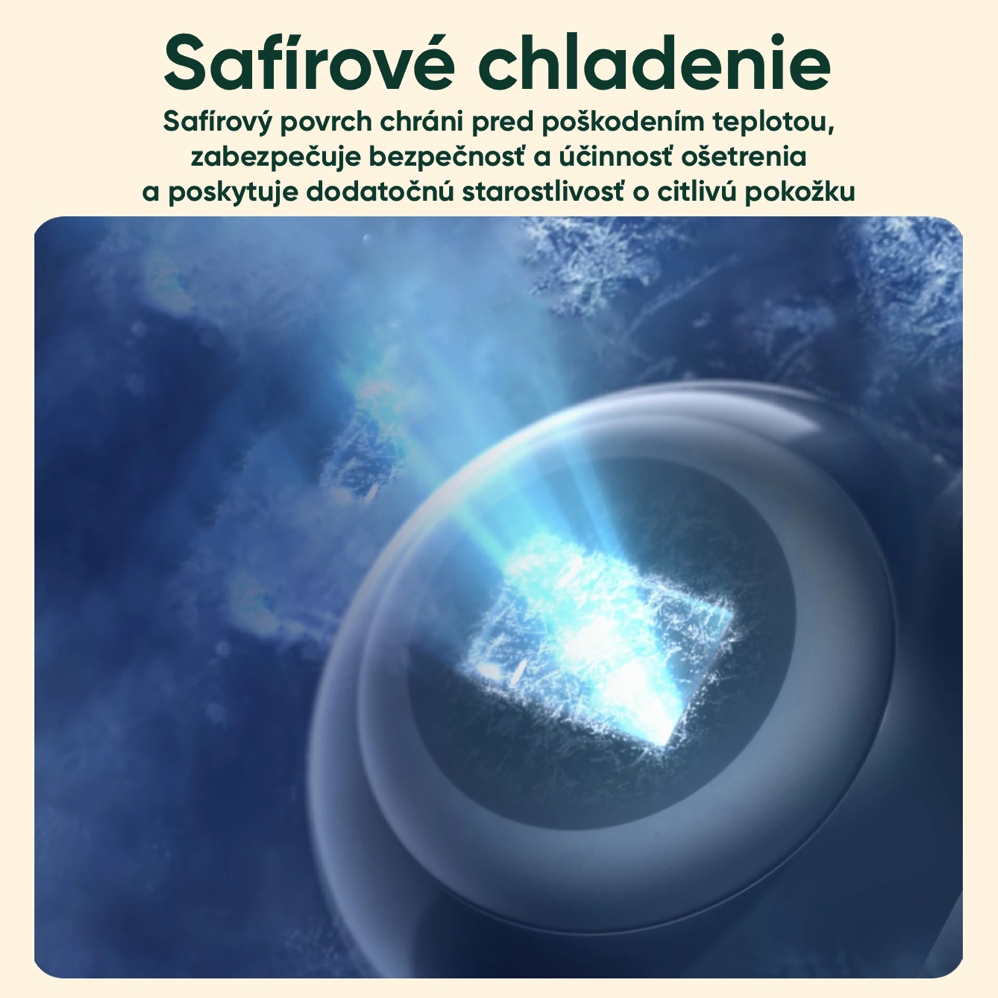 Safírové chladenie
Safírový povrch chráni pred poškodením teplotou,
zabezpečuje bezpečnosť a účinnosť ošetrenia
a poskytuje dodatočnú starostlivosť o citlivú pokožku